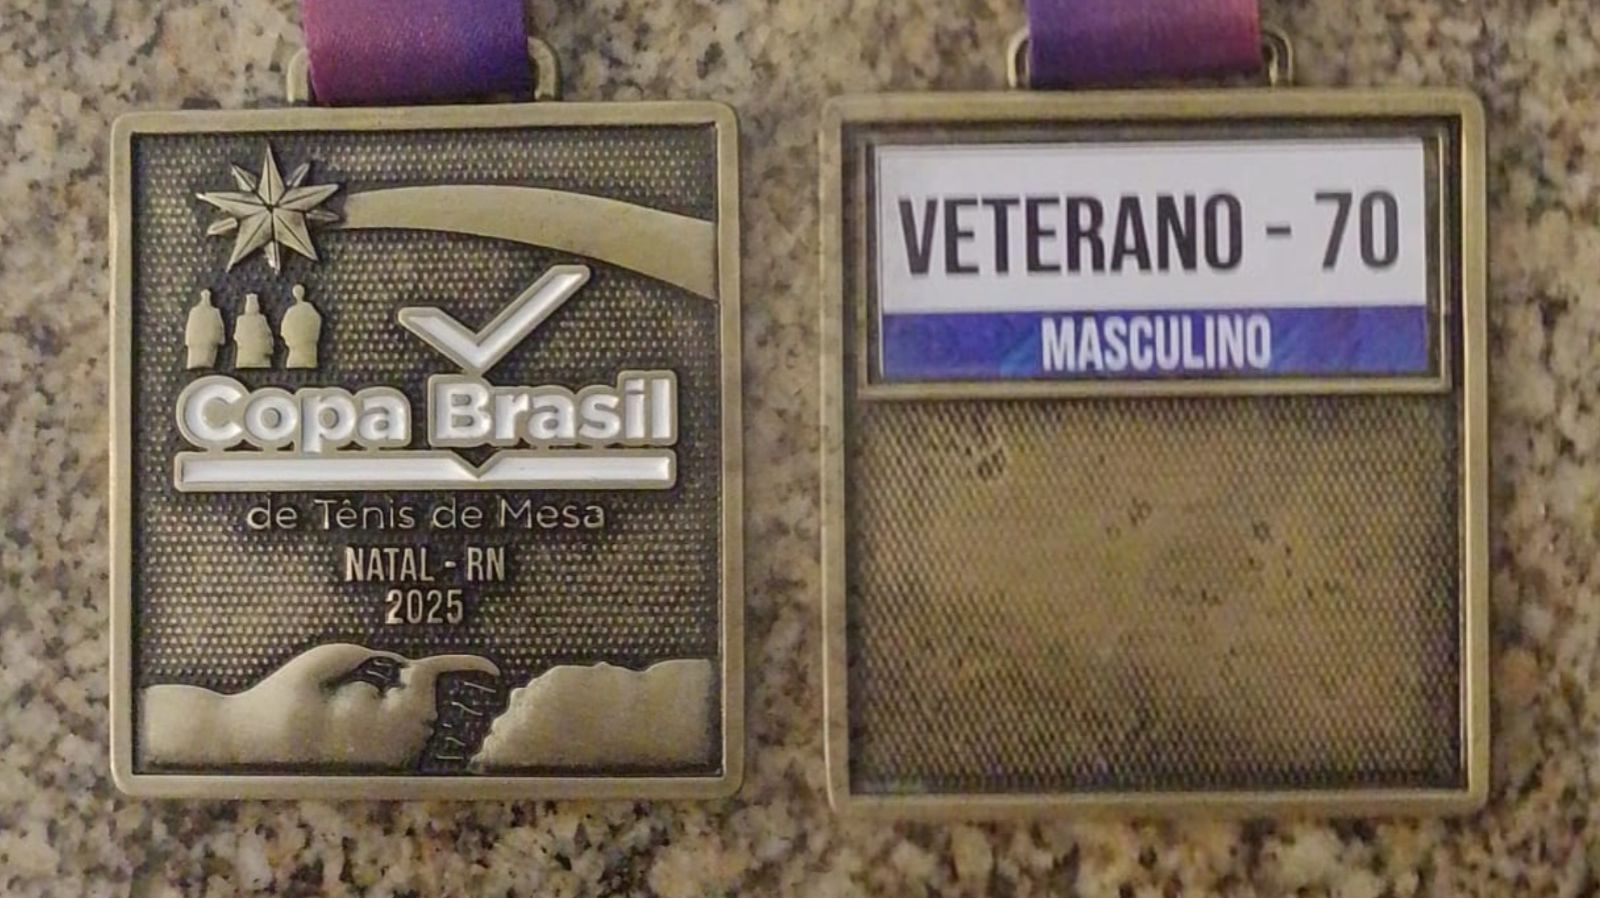 Copa Brasil
de Tênis de Mesa
NATAL - RN
2025
VETERANO - 70
MASCULINO